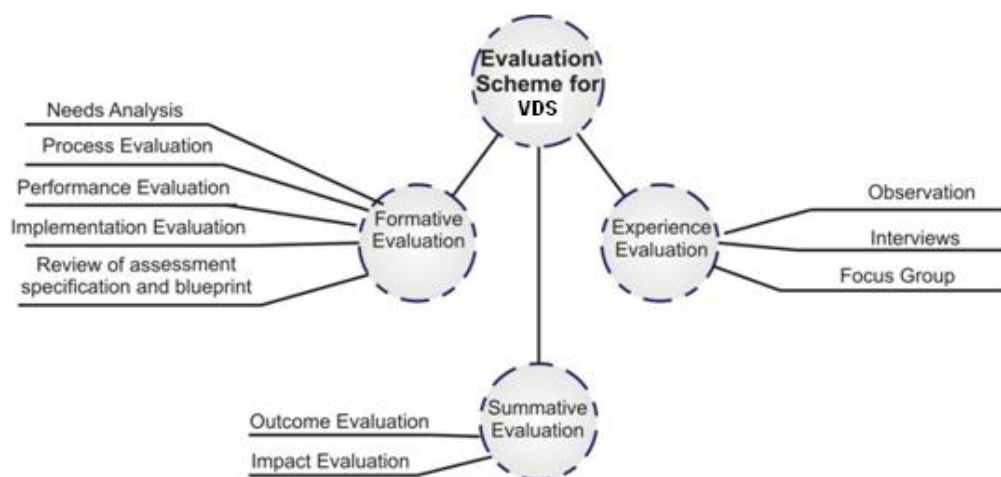 Evaluation
Scheme for
VDS
Needs Analysis
Process Evaluation
Performance Evaluation
Implementation Evaluation
Review of assessment
specification and blueprint
Formative
Evaluation
Experience
Evaluation
Observation
Interviews
Focus Group
Summative
Evaluation
Outcome Evaluation
Impact Evaluation